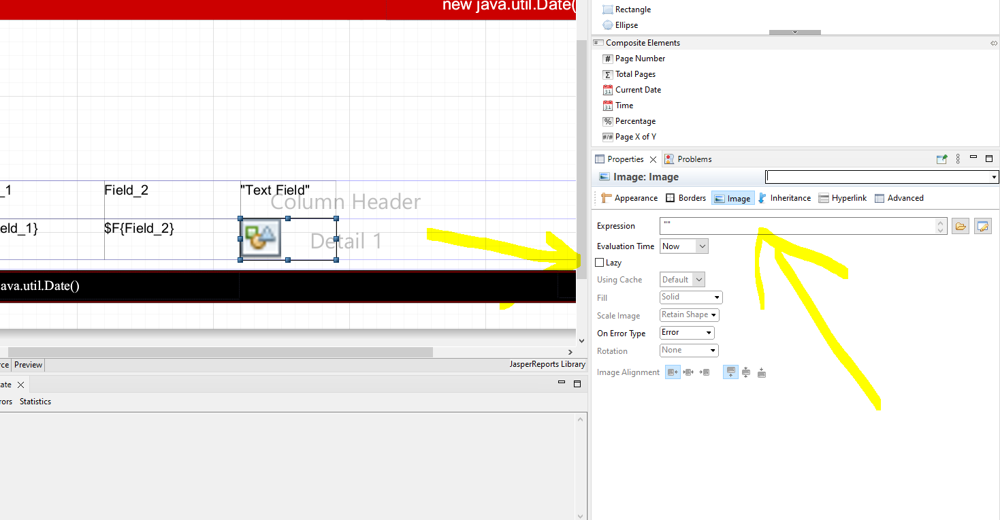 new java.util.Date(
Rectangle
Ellipse
Composite Elements
# Page Number
Σ Total Pages
31 Current Date
31 Time
% Percentage
#/# Page X of Y
Properties
Problems
Image: Image
Appearance
Borders
Image
Inheritance
Hyperlink
Advanced
_1
Field_2
"Text Field"
Column Header
eld_1}
$F{Field_2}
Detail 1
ava.util.Date()
Expression
""
Evaluation Time
Now
Lazy
Using Cache
Default
Fill
Solid
Scale Image
Retain Shape
On Error Type
Error
Rotation
None
Image Alignment
rce
Preview
JasperReports Library
ate
rors
Statistics